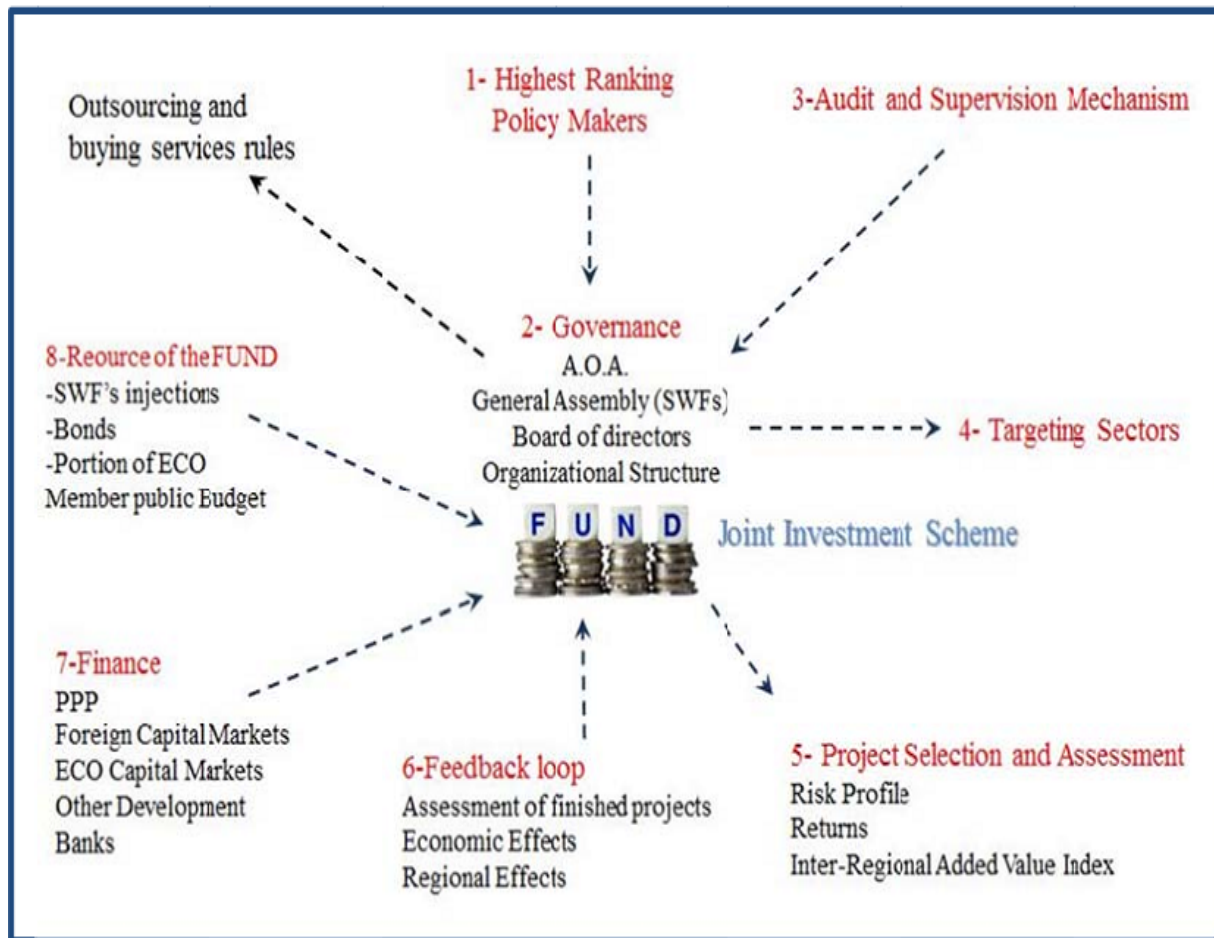 Outsourcing and
buying services rules
1- Highest Ranking
Policy Makers
3-Audit and Supervision Mechanism
2- Governance
A.O.A.
General Assembly (SWFs)
Board of directors
Organizational Structure
4- Targeting Sectors
8-Reource of the FUND
-SWF's injections
-Bonds
-Portion of ECO
Member public Budget
FUND
Joint Investment Scheme
7-Finance
PPP
Foreign Capital Markets
ECO Capital Markets
Other Development
Banks
6-Feedback loop
Assessment of finished projects
Economic Effects
Regional Effects
5- Project Selection and Assessment
Risk Profile
Returns
Inter-Regional Added Value Index